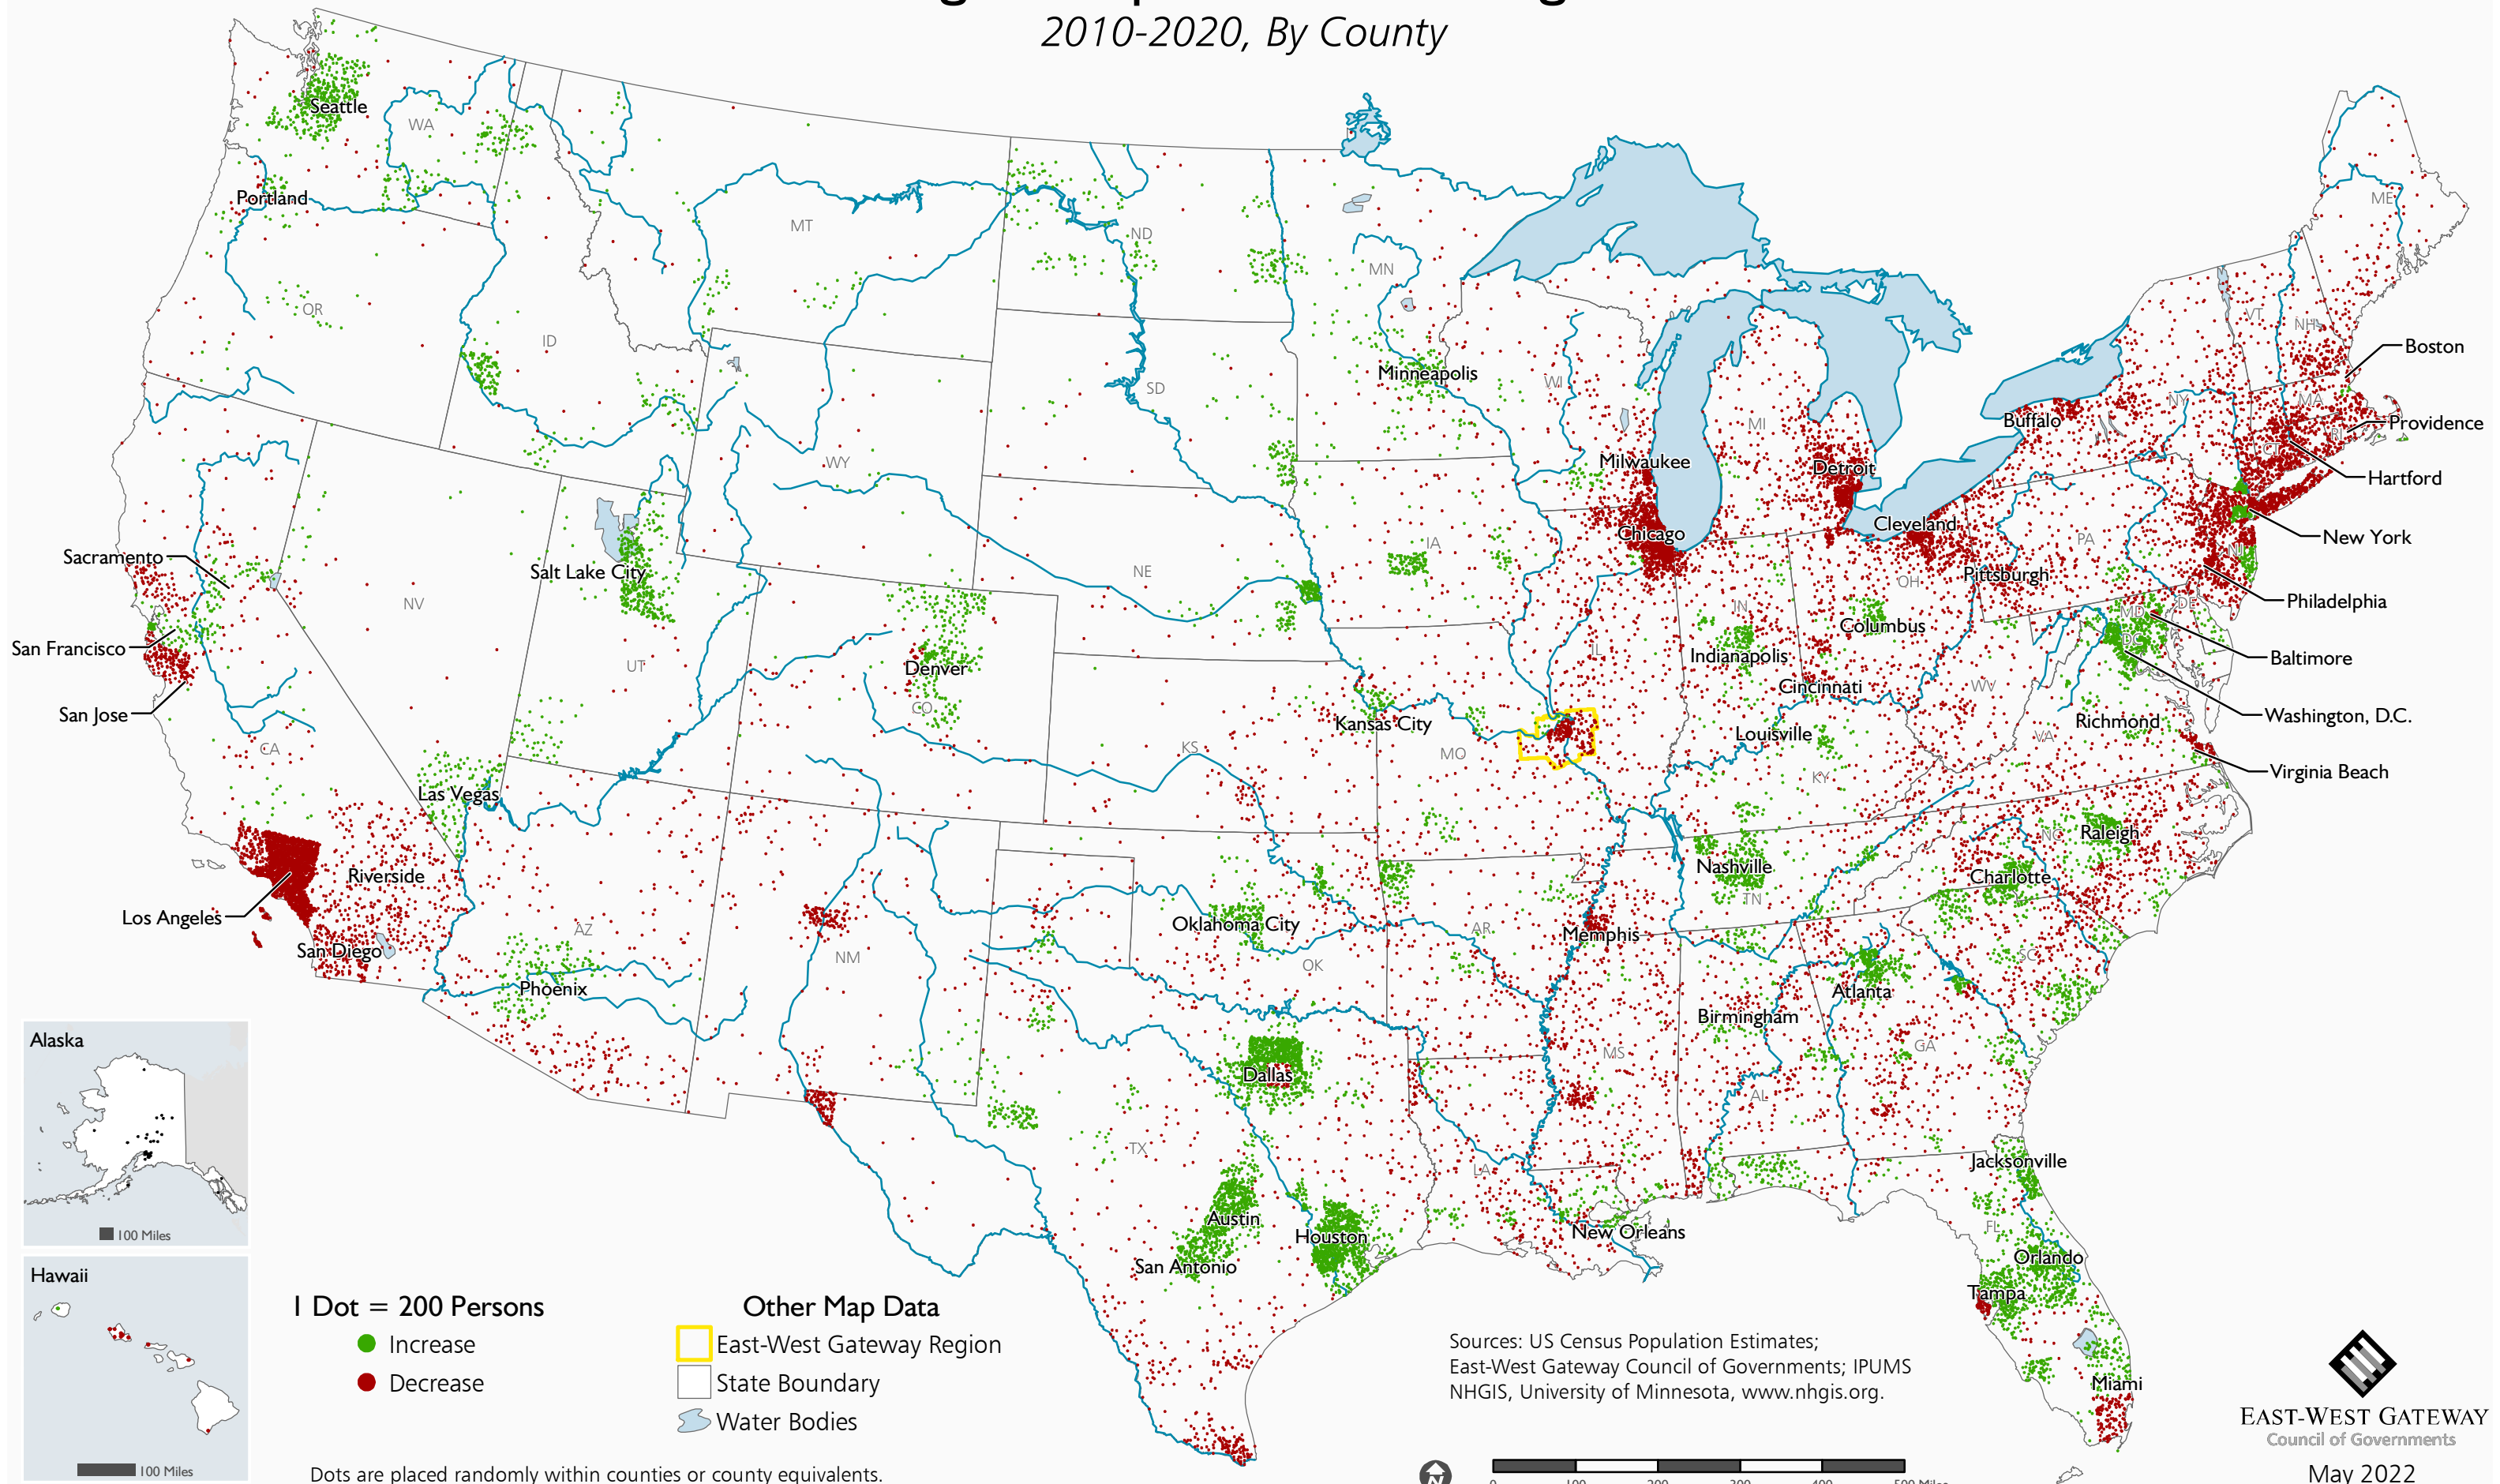 2010-2020, By County
Seattle
WA
Portland
MT
ND
MN
ME
OR
ID
VT
NH
Boston
SD
Minneapolis
WI
MI
NY
MA
Buffalo
Providence
RI
CT
WY
Milwaukee
Detroit
Hartford
Sacramento
Chicago
Cleveland
New York
IA
PA
NJ
Salt Lake City
NE
Pittsburgh
OH
NV
IN
Philadelphia
MD
DE
DC
San Francisco
UT
Denver
IL
Columbus
Indianapolis
Baltimore
San Jose
CO
Kansas City
Cincinnati
WV
Washington, D.C.
Richmond
CA
KS
MO
Louisville
VA
KY
Virginia Beach
Las Vegas
Riverside
NC
Raleigh
Nashville
Charlotte
TN
Los Angeles
San Diego
AZ
Oklahoma City
AR
Memphis
NM
OK
SC
Phoenix
Atlanta
Birmingham
Alaska
MS
GA
Dallas
AL
TX
LA
Jacksonville
Austin
Houston
New Orleans
FL
San Antonio
Orlando
Tampa
Miami
100 Miles
Hawaii
100 Miles
1 Dot = 200 Persons
Increase
Decrease
Other Map Data
East-West Gateway Region
State Boundary
Water Bodies
Dots are placed randomly within counties or county equivalents.
Sources: US Census Population Estimates;
East-West Gateway Council of Governments; IPUMS
NHGIS, University of Minnesota, www.nhgis.org.
N
EAST-WEST GATEWAY
Council of Governments
May 2022